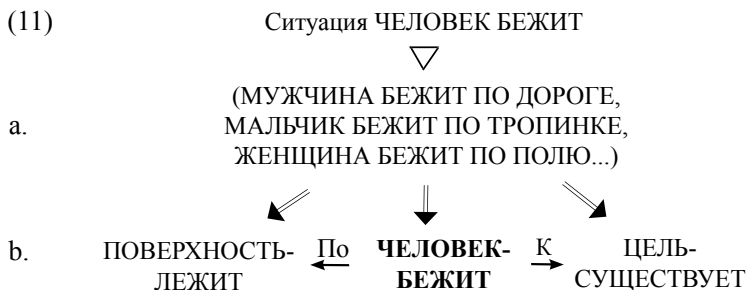 (11) Ситуация ЧЕЛОВЕК БЕЖИТ
(МУЖЧИНА БЕЖИТ ПО ДОРОГЕ,
a. МАЛЬЧИК БЕЖИТ ПО ТРОПИНКЕ,
ЖЕНЩИНА БЕЖИТ ПО ПОЛЮ...)
b. ПОВЕРХНОСТЬ- По ЧЕЛОВЕК- К ЦЕЛЬ-
ЛЕЖИТ БЕЖИТ СУЩЕСТВУЕТ